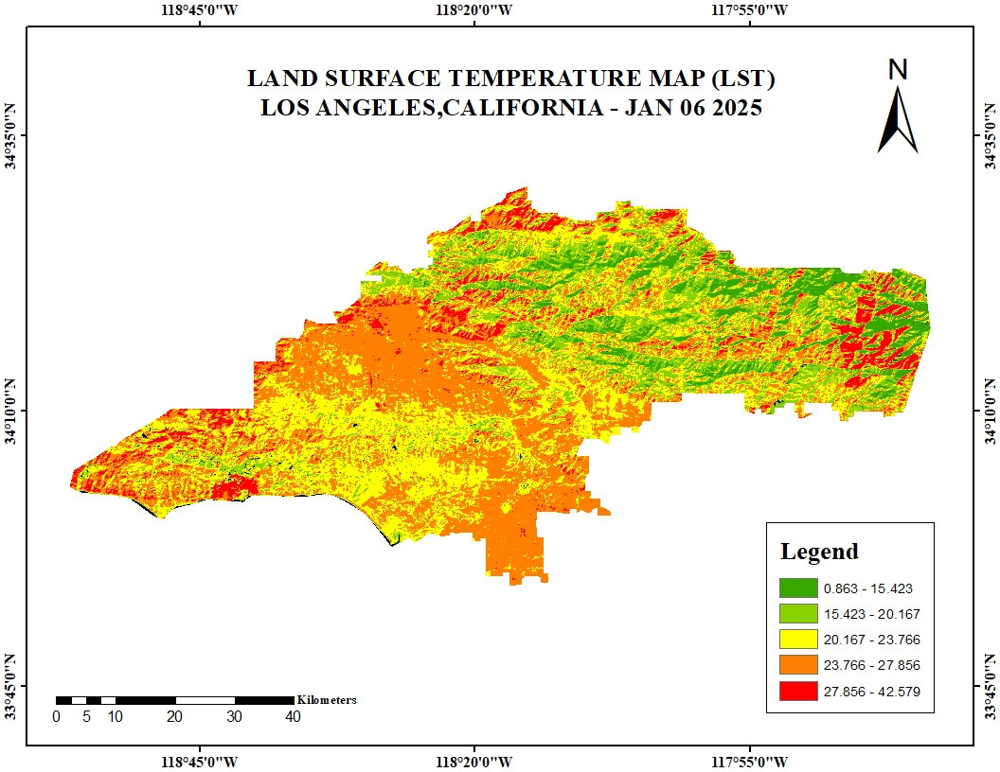 118°45'0"W 118°20'0"W 117°55'0"W
LAND SURFACE TEMPERATURE MAP (LST)
LOS ANGELES,CALIFORNIA - JAN 06 2025
N
34°35'0"N 34°35'0"N
34°10'0"N 34°10'0"N
Legend
0.863 - 15.423
15.423 - 20.167
20.167 - 23.766
23.766 - 27.856
27.856 - 42.579
33°45'0"N 33°45'0"N
Kilometers
0 5 10 20 30 40
118°45'0"W 118°20'0"W 117°55'0"W